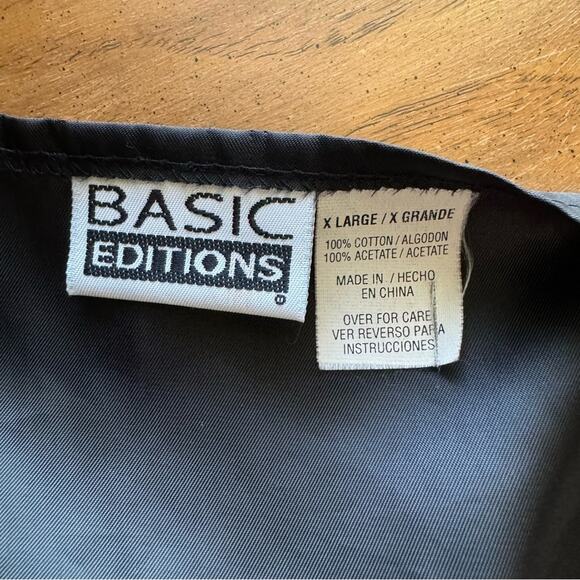 BASIC
EDITIONS
®
X LARGE / X GRANDE
100% COTTON / ALGODON
100% ACETATE / ACETATE
MADE IN / HECHO
EN CHINA
OVER FOR CARE
VER REVERSO PARA
INSTRUCCIONES